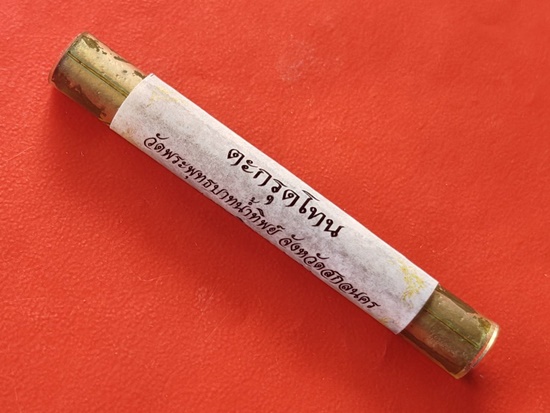 ตะกรุดโทน
วัดพระพุทธบาทน้ำทิพย์ จังหวัดสกลนคร